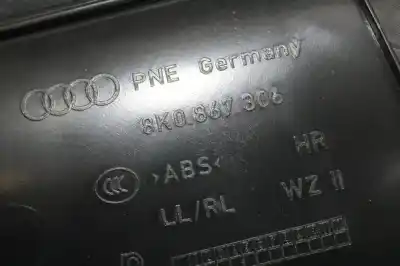 PNE Germany
8K0.867.306
>ABS< HR
LL/RL WZ II